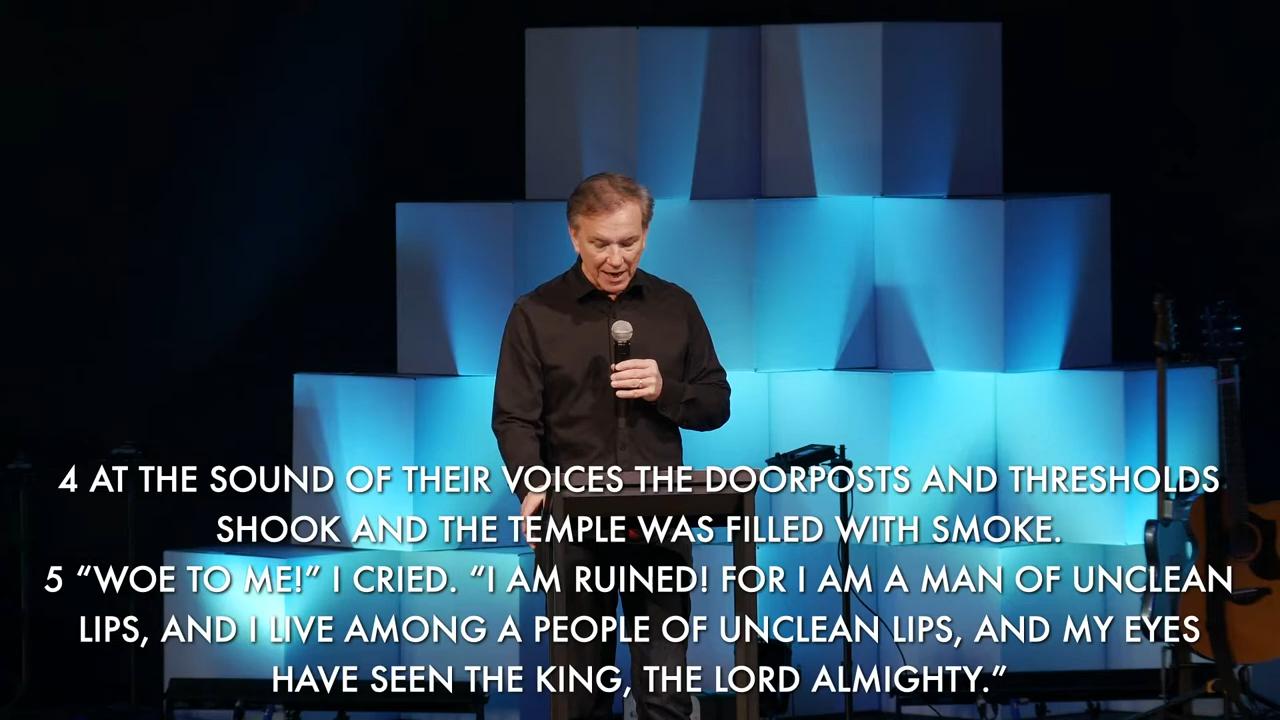 4 AT THE SOUND OF THEIR VOICES THE DOORPOSTS AND THRESHOLDS
SHOOK AND THE TEMPLE WAS FILLED WITH SMOKE.
5 “WOE TO ME!” I CRIED. “I AM RUINED! FOR I AM A MAN OF UNCLEAN
LIPS, AND I LIVE AMONG A PEOPLE OF UNCLEAN LIPS, AND MY EYES
HAVE SEEN THE KING, THE LORD ALMIGHTY.”